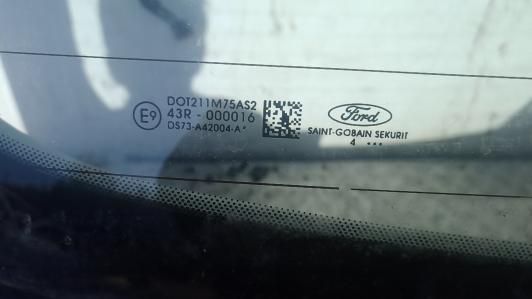 E9
DOT211M75AS2
43R - 000016
DS73-A42004-A*
Ford
SAINT-GOBAIN SEKURIT
4 •••